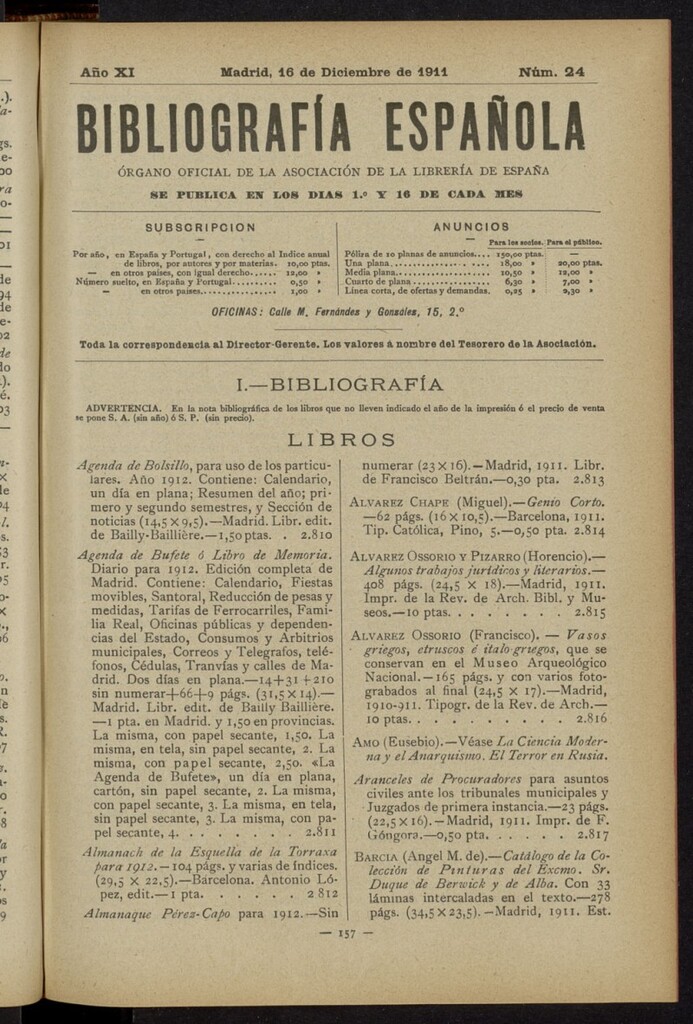 Año XI
Madrid, 16 de Diciembre de 1911
Núm. 24
BIBLIOGRAFÍA ESPAÑOLA
ÓRGANO OFICIAL DE LA ASOCIACIÓN DE LA LIBRERÍA DE ESPAÑA
SE PUBLICA EN LOS DIAS 1.º Y 16 DE CADA MES
SUBSCRIPCION
Por año, en España y Portugal, con derecho al Indice anual
de libros, por autores y por materias. 10,00 ptas.
— en otros países, con igual derecho...... 12,00 »
Número suelto, en España y Portugal........ 0,50 »
— en otros países............... 1,00 »
ANUNCIOS
Para los socios. Para el público.
Póliza de 10 planas de anuncios.... 150,00 ptas. —
Una plana...................... 18,00 » 20,00 ptas.
Media plana.................... 10,50 » 12,00 »
Cuarto de plana................ 6,30 » 7,00 »
Línea corta, de ofertas y demandas. 0,25 » 0,30 »
OFICINAS: Calle M. Fernández y González, 15, 2.º
Toda la correspondencia al Director-Gerente. Los valores á nombre del Tesorero de la Asociación.
I.—BIBLIOGRAFÍA
ADVERTENCIA. En la nota bibliográfica de los libros que no lleven indicado el año de la impresión ó el precio de venta
se pone S. A. (sin año) ó S. P. (sin precio).
LIBROS
Agenda de Bolsillo, para uso de los particu-
lares. Año 1912. Contiene: Calendario,
un día en plana; Resumen del año; pri-
mero y segundo semestres, y Sección de
noticias (14,5 × 9,5).—Madrid. Libr. edit.
de Bailly-Baillière.—1,50 ptas. . 2.810
Agenda de Bufete ó Libro de Memoria.
Diario para 1912. Edición completa de
Madrid. Contiene: Calendario, Fiestas
movibles, Santoral, Reducción de pesas y
medidas, Tarifas de Ferrocarriles, Fami-
lia Real, Oficinas públicas y dependen-
cias del Estado, Consumos y Arbitrios
municipales, Correos y Telegrafos, telé-
fonos, Cédulas, Tranvías y calles de Ma-
drid. Dos días en plana.—14+31+210
sin numerar+66+9 págs. (31,5 × 14).—
Madrid. Libr. edit. de Bailly Baillière.
—1 pta. en Madrid. y 1,50 en provincias.
La misma, con papel secante, 1,50. La
misma, en tela, sin papel secante, 2. La
misma, con papel secante, 2,50. «La
Agenda de Bufete», un día en plana,
cartón, sin papel secante, 2. La misma,
con papel secante, 3. La misma, en tela,
sin papel secante, 3. La misma, con pa-
pel secante, 4. . . . . . . . 2.811
Almanach de la Esquella de la Torraxa
para 1912.—104 págs. y varias de índices.
(29,5 × 22,5).—Barcelona. Antonio Ló-
pez, edit.—1 pta. . . . . . 2 812
Almanaque Pérez-Capo para 1912.—Sin
numerar (23 × 16).—Madrid, 1911. Libr.
de Francisco Beltrán.—0,30 pta. 2.813
ALVAREZ CHAPE (Miguel).—Genio Corto.
—62 págs. (16 × 10,5).—Barcelona, 1911.
Tip. Católica, Pino, 5.—0,50 pta. 2.814
ALVAREZ OSSORIO Y PIZARRO (Horencio).—
Algunos trabajos jurídicos y literarios.—
408 págs. (24,5 × 18).—Madrid, 1911.
Impr. de la Rev. de Arch. Bibl. y Mu-
seos.—10 ptas. . . . . . . . 2.815
ALVAREZ OSSORIO (Francisco).—Vasos
griegos, etruscos é italo-griegos, que se
conservan en el Museo Arqueológico
Nacional.—165 págs. y con varios foto-
grabados al final (24,5 × 17).—Madrid,
1910-911. Tipogr. de la Rev. de Arch.—
10 ptas. . . . . . . . . . 2.816
AMO (Eusebio).—Véase La Ciencia Moder-
na y el Anarquismo. El Terror en Rusia.
Aranceles de Procuradores para asuntos
civiles ante los tribunales municipales y
Juzgados de primera instancia.—23 págs.
(22,5 × 16).—Madrid, 1911. Impr. de F.
Góngora.—0,50 pta. . . . . . 2.817
BARCIA (Angel M. de).—Catálogo de la Co-
lección de Pinturas del Excmo. Sr.
Duque de Berwick y de Alba. Con 33
láminas intercaladas en el texto.—278
págs. (34,5 × 23,5).—Madrid, 1911. Est.
— 157 —